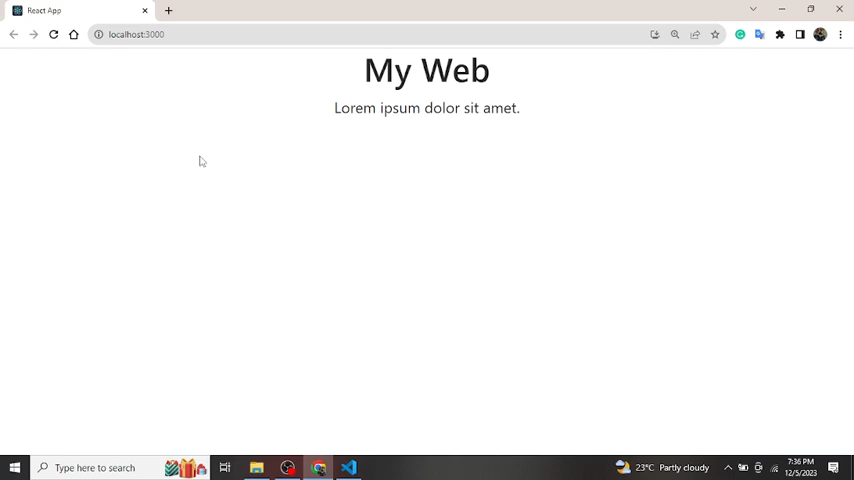 React App
localhost:3000
My Web
Lorem ipsum dolor sit amet.
Type here to search
23°C Partly cloudy
7:36 PM
12/5/2023